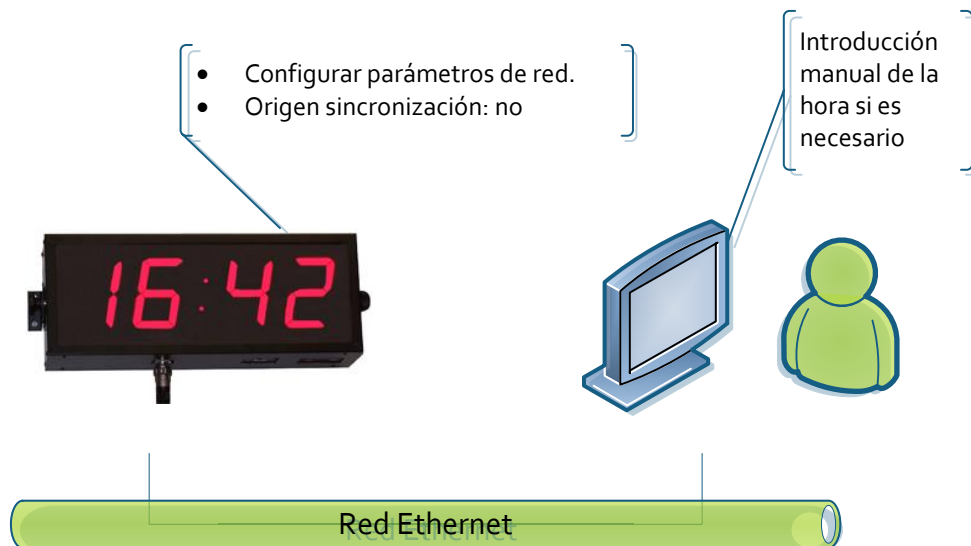 • Configurar parámetros de red.
• Origen sincronización: no
Introducción
manual de la
hora si es
necesario
16:42
Red Ethernet